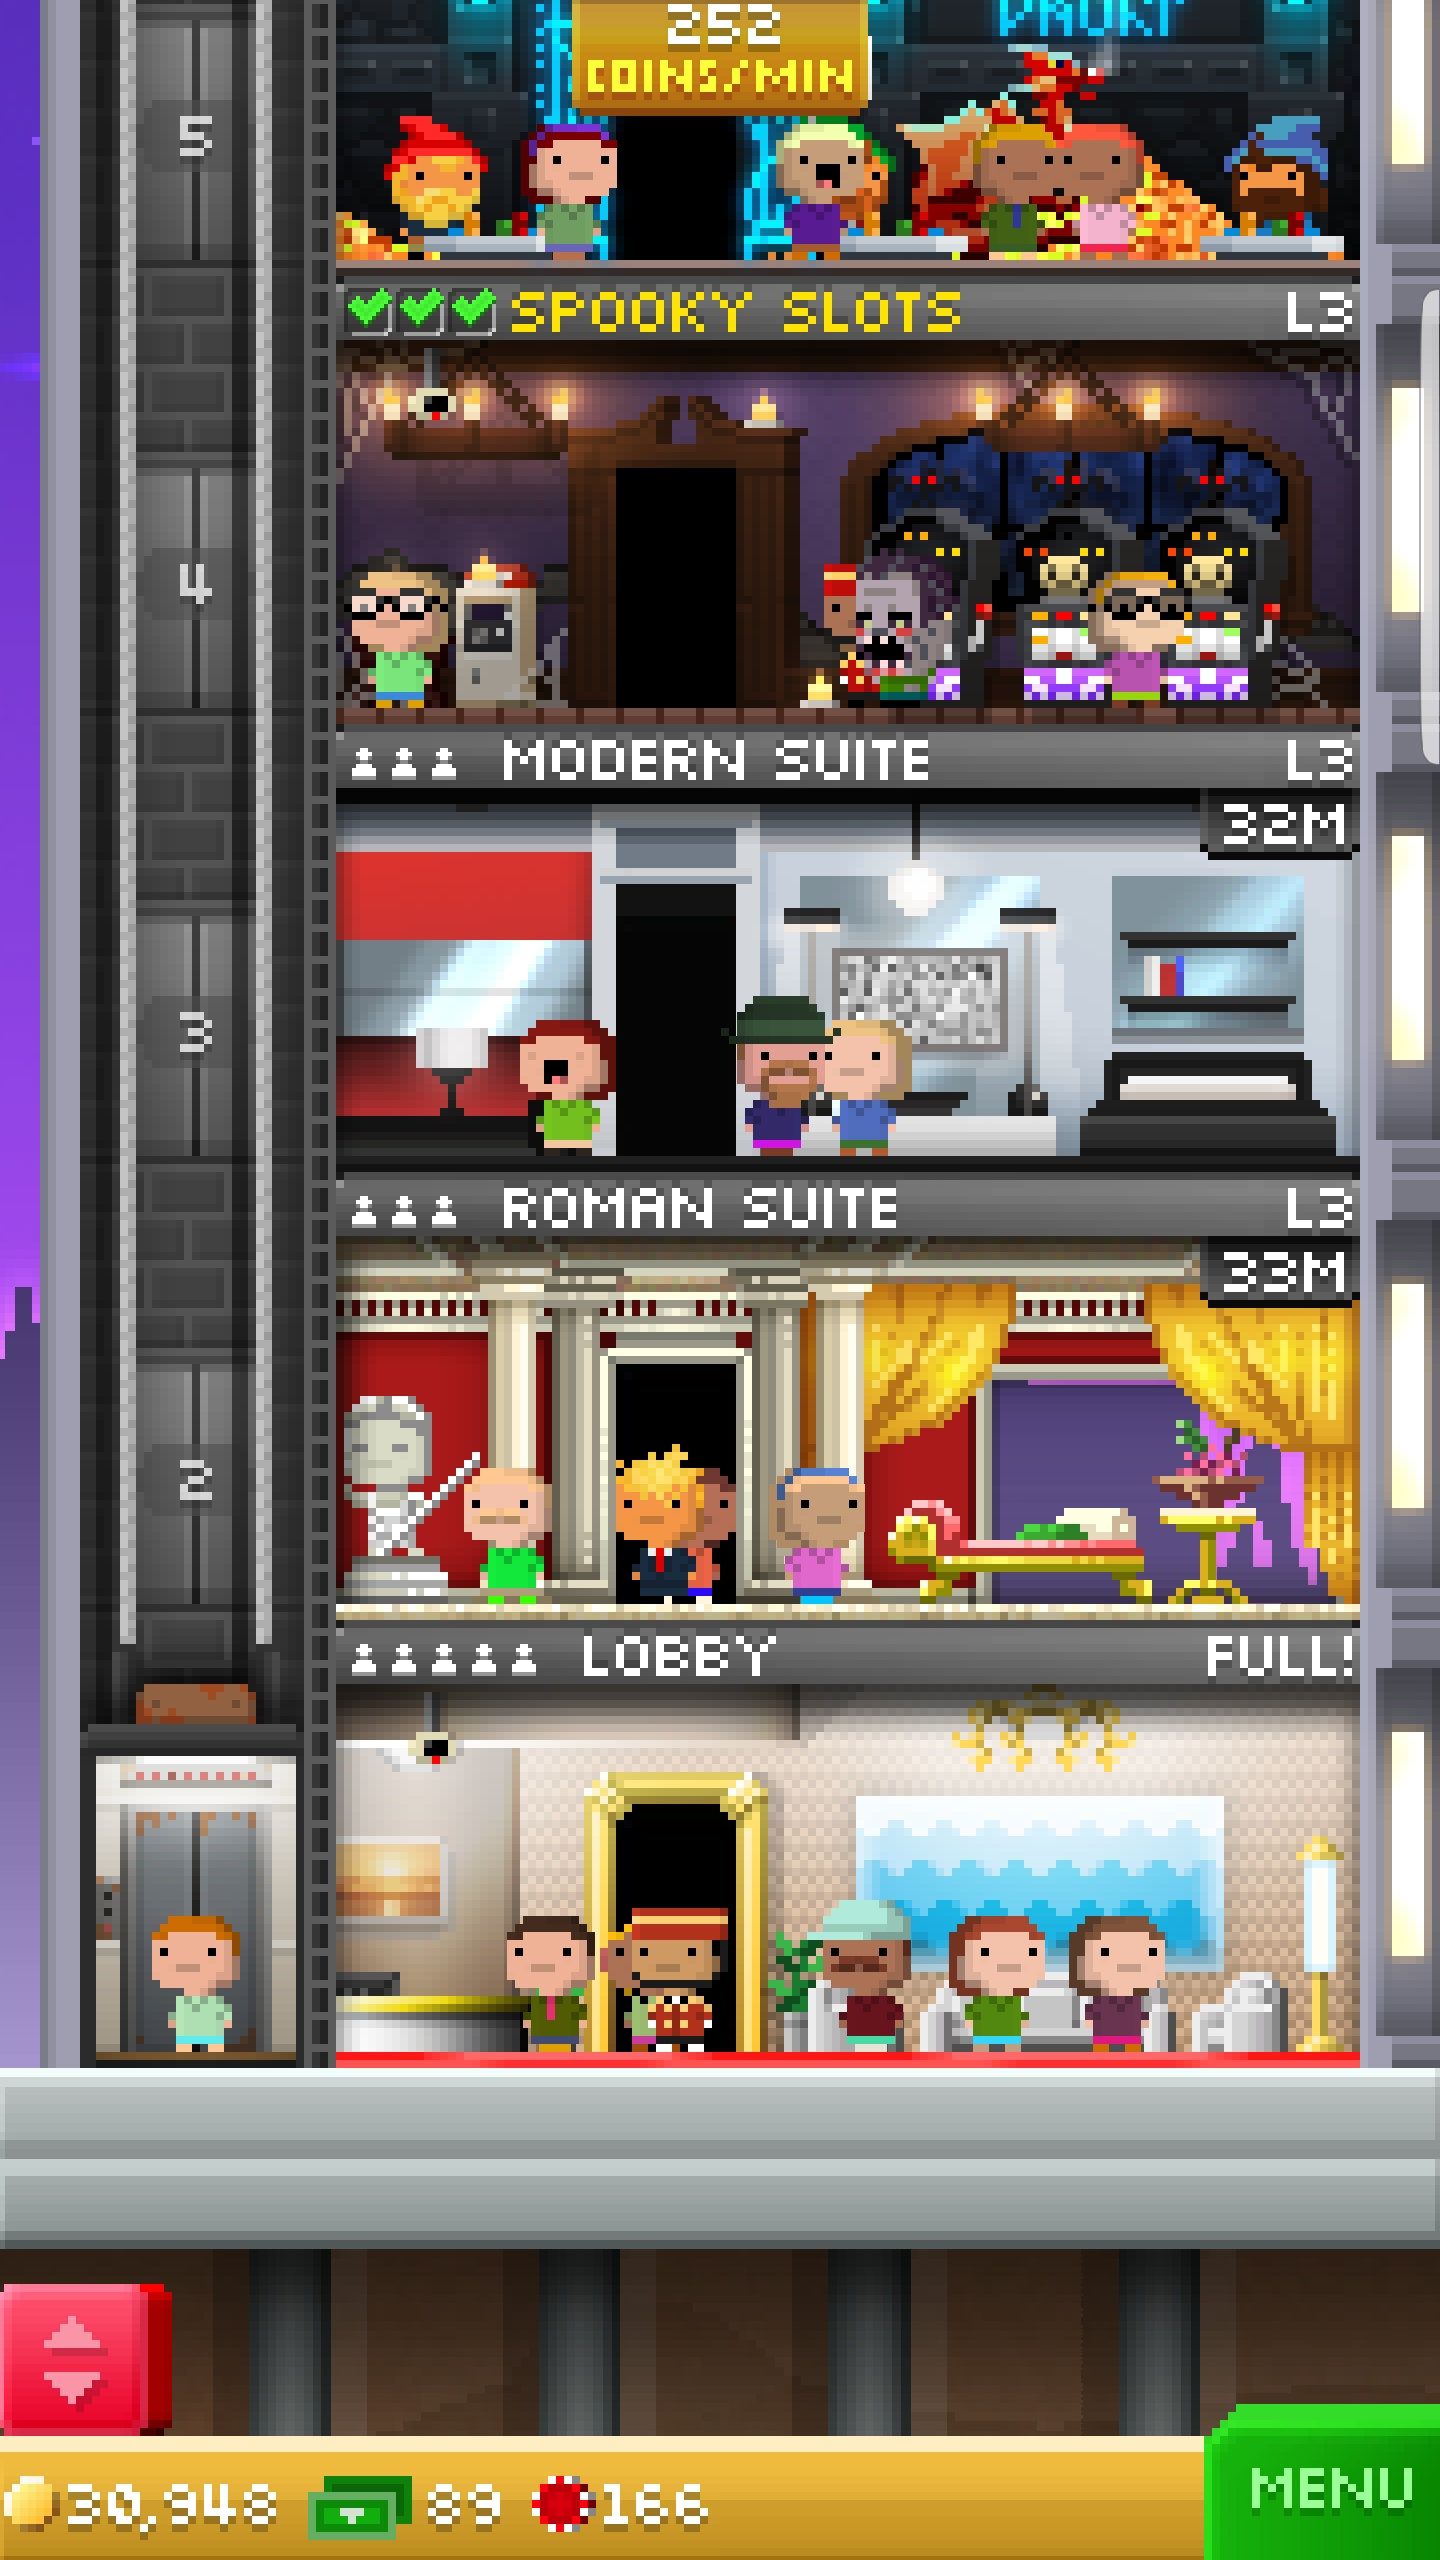 252
COINS/MIN
5
SPOOKY SLOTS L3
4
MODERN SUITE L3
32M
3
ROMAN SUITE L3
33M
2
LOBBY FULL!
30,948 89 166
MENU